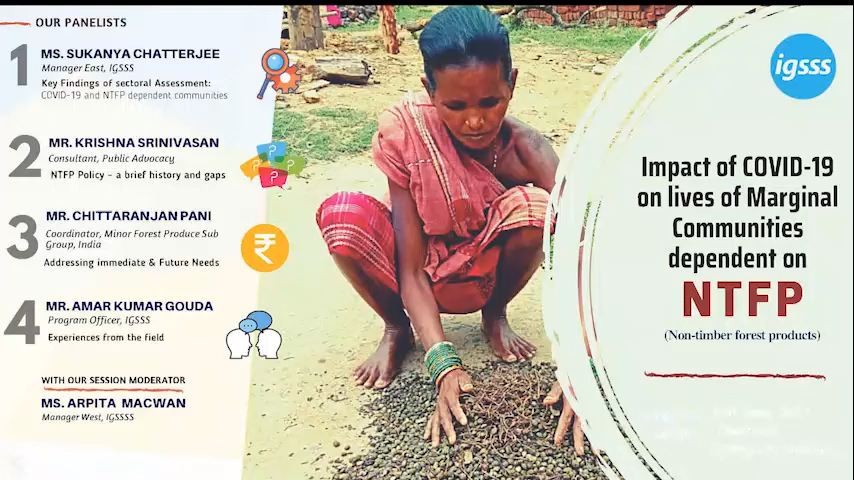 OUR PANELISTS
1
MS. SUKANYA CHATTERJEE
Manager East, IGSSS
Key Findings of sectoral Assessment:
COVID-19 and NTFP dependent communities
2
MR. KRISHNA SRINIVASAN
Consultant, Public Advocacy
NTFP Policy – a brief history and gaps
3
MR. CHITTARANJAN PANI
Coordinator, Minor Forest Produce Sub
Group, India
Addressing immediate & Future Needs
4
MR. AMAR KUMAR GOUDA
Program Officer, IGSSS
Experiences from the field
WITH OUR SESSION MODERATOR
MS. ARPITA MACWAN
Manager West, IGSSSS
? ? ?
₹
igsss
Impact of COVID-19
on lives of Marginal
Communities
dependent on
NTFP
(Non-timber forest products)